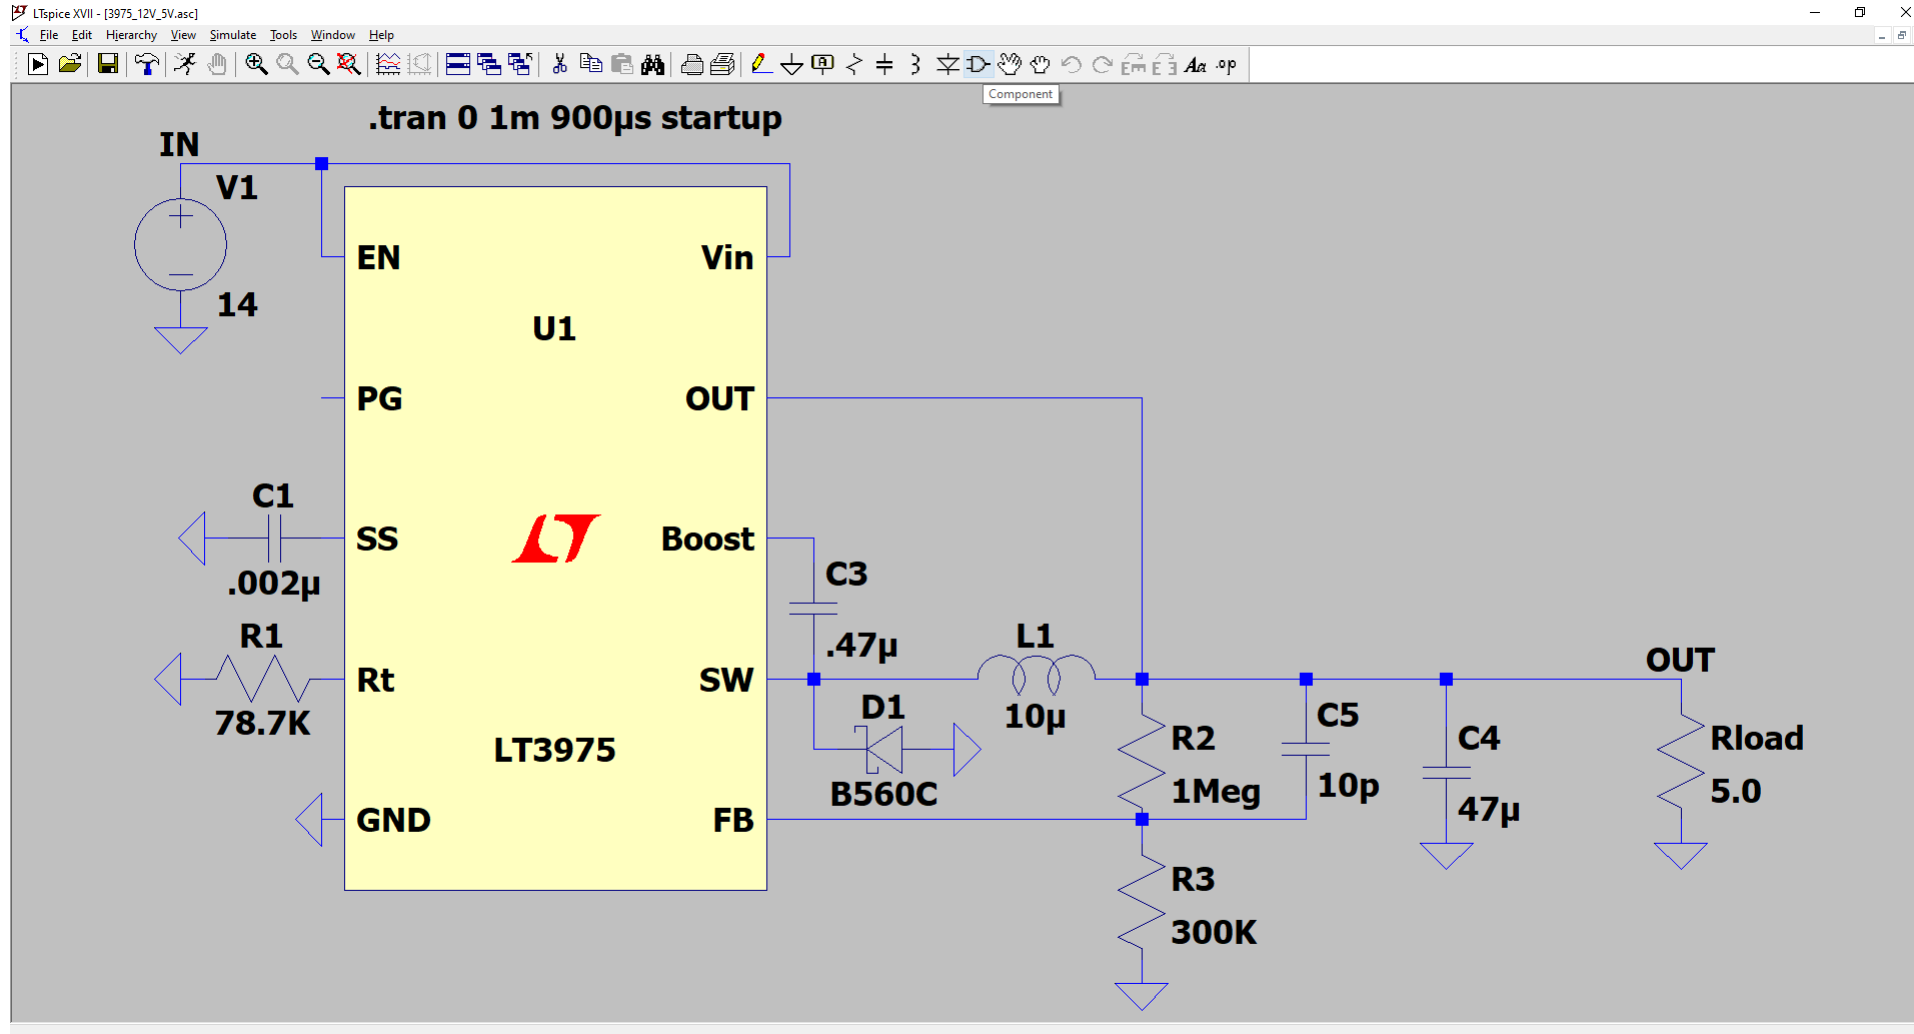 LTspice XVII - [3975_12V_5V.asc]
File Edit Hierarchy View Simulate Tools Window Help
A
Aa .op
Component
.tran 0 1m 900µs startup
IN
V1
14
EN
Vin
U1
PG
OUT
C1
.002µ
SS
Boost
C3
.47µ
R1
78.7K
Rt
SW
L1
10µ
OUT
D1
B560C
LT3975
R2
1Meg
C5
10p
C4
47µ
Rload
5.0
GND
FB
R3
300K